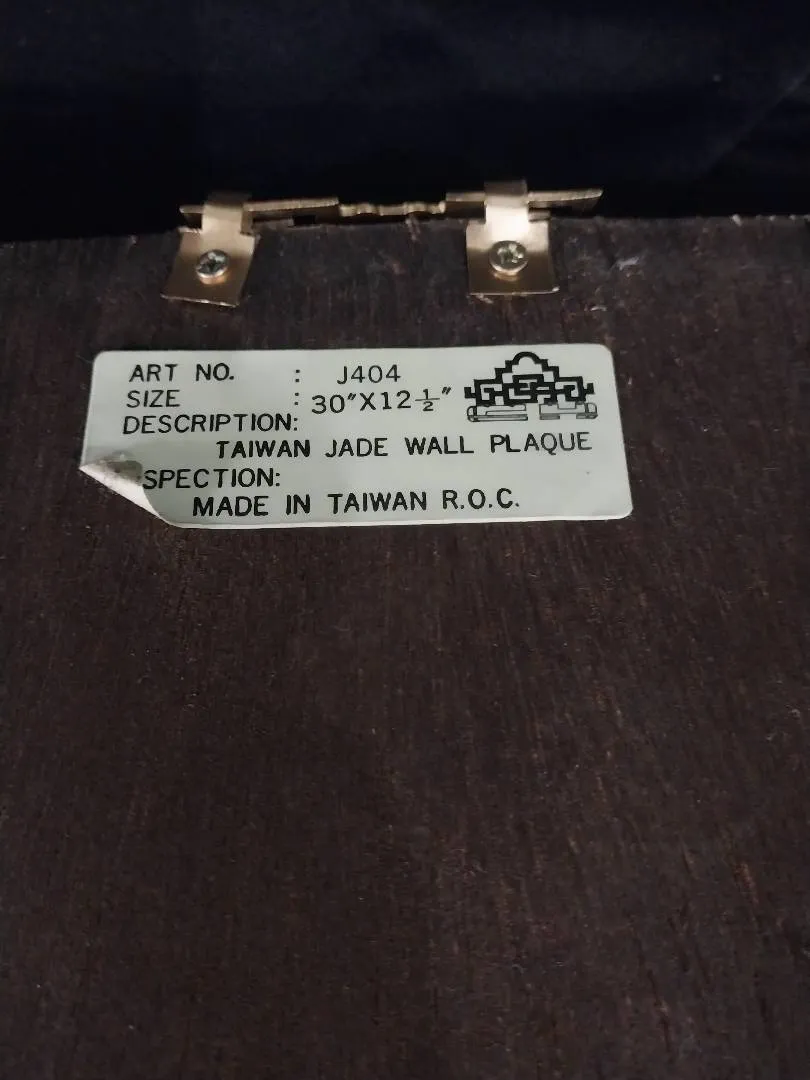 ART NO. : J404
SIZE : 30"X12½"
DESCRIPTION:
TAIWAN JADE WALL PLAQUE
SPECTION:
MADE IN TAIWAN R.O.C.